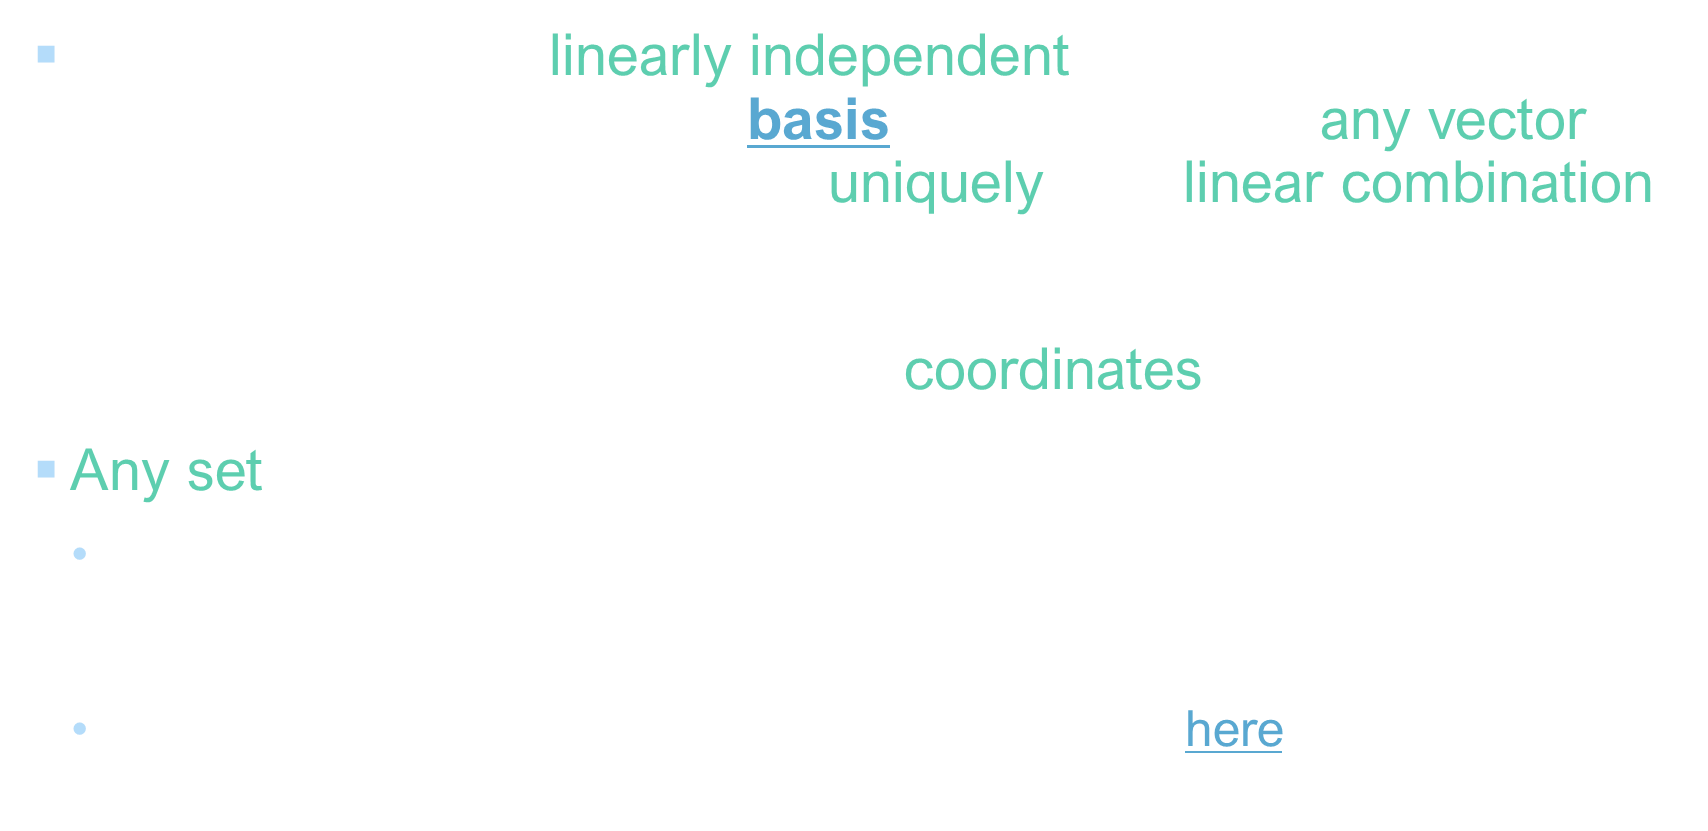 linearly independent
basis any vector
uniquely linear combination
coordinates
Any set
here